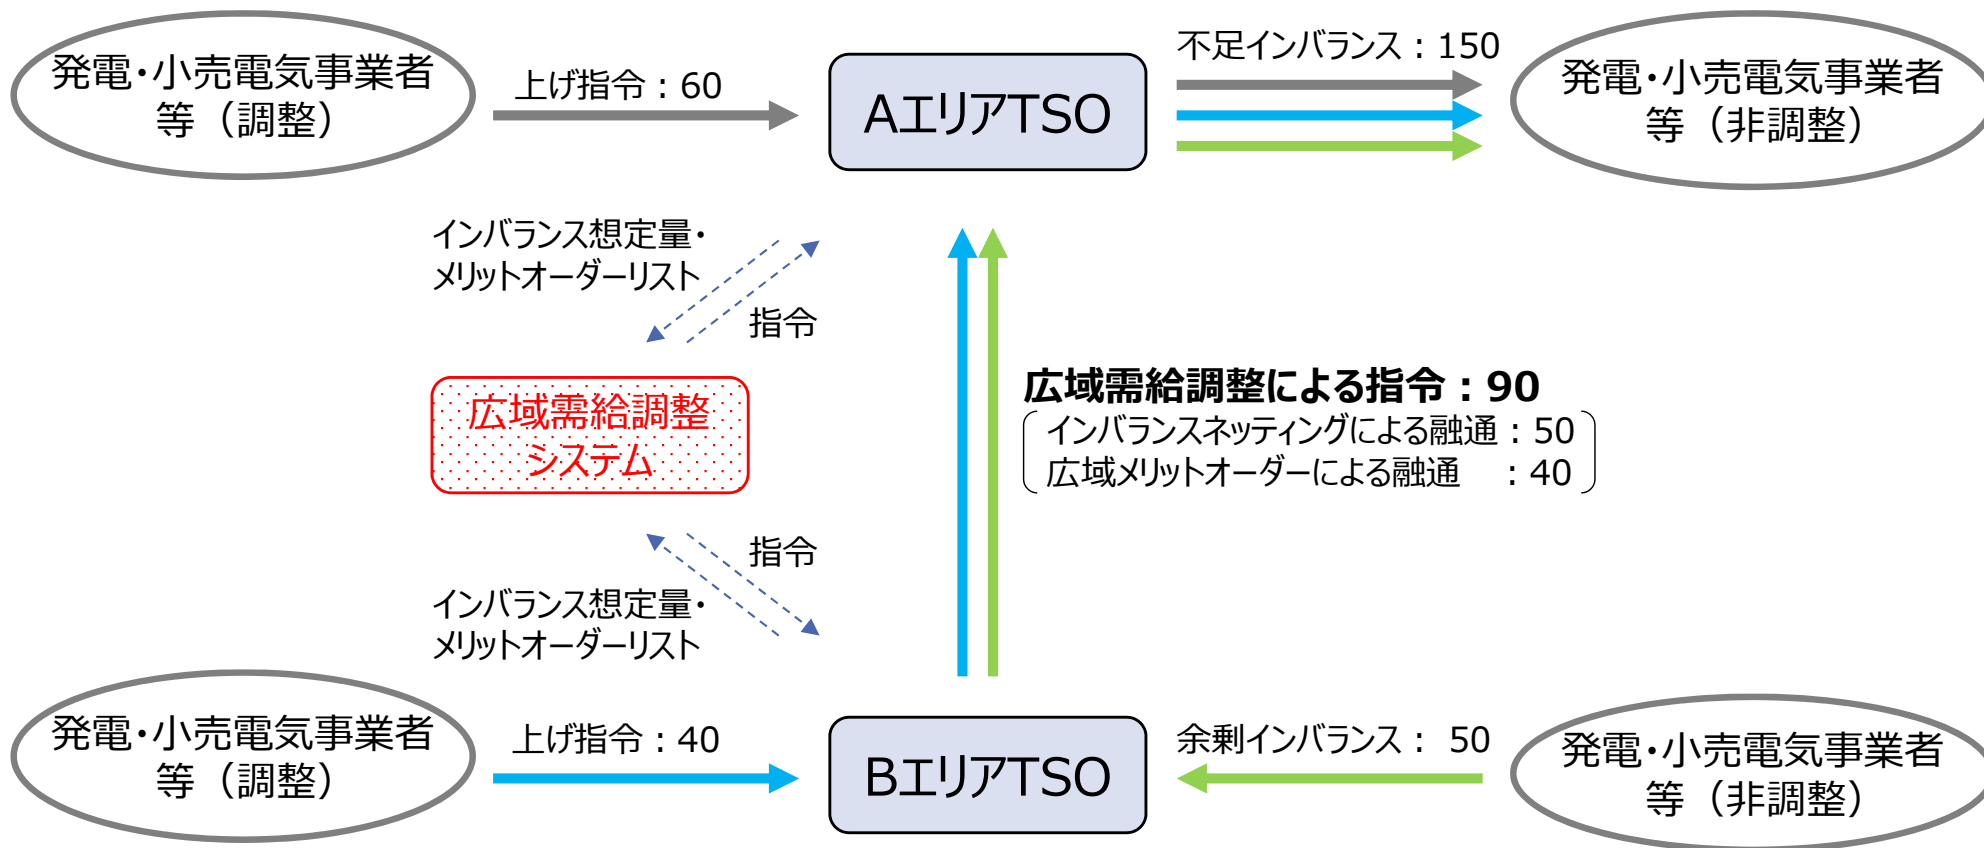 発電・小売電気事業者
等（調整）
上げ指令：60
AエリアTSO
不足インバランス：150
発電・小売電気事業者
等（非調整）
インバランス想定量・
メリットオーダーリスト
指令
広域需給調整
システム
広域需給調整による指令：90
インバランスネッティングによる融通：50
広域メリットオーダーによる融通　：40
指令
インバランス想定量・
メリットオーダーリスト
発電・小売電気事業者
等（調整）
上げ指令：40
BエリアTSO
余剰インバランス： 50
発電・小売電気事業者
等（非調整）